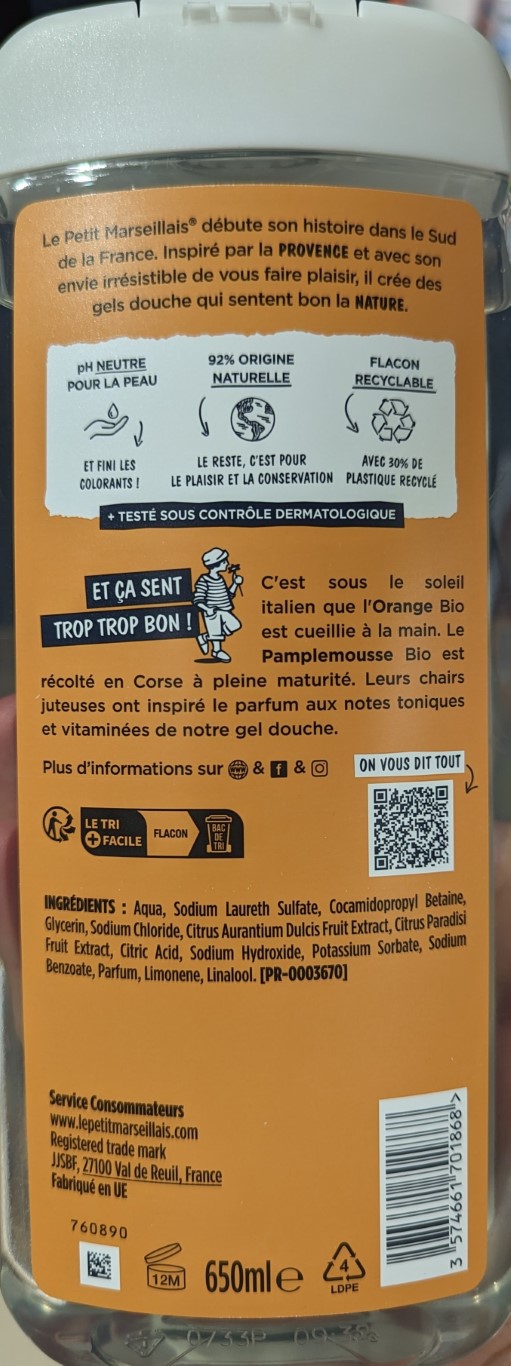 Le Petit Marseillais® débute son histoire dans le Sud
de la France. Inspiré par la PROVENCE et avec son
envie irrésistible de vous faire plaisir, il crée des
gels douche qui sentent bon la NATURE.
pH NEUTRE
POUR LA PEAU
ET FINI LES
COLORANTS !
92% ORIGINE
NATURELLE
LE RESTE, C'EST POUR
LE PLAISIR ET LA CONSERVATION
FLACON
RECYCLABLE
AVEC 30% DE
PLASTIQUE RECYCLÉ
+ TESTÉ SOUS CONTRÔLE DERMATOLOGIQUE
ET ÇA SENT
TROP TROP BON !
C'est sous le soleil
italien que l'Orange Bio
est cueillie à la main. Le
Pamplemousse Bio est
récolté en Corse à pleine maturité. Leurs chairs
juteuses ont inspiré le parfum aux notes toniques
et vitaminées de notre gel douche.
Plus d'informations sur www & f &
ON VOUS DIT TOUT
LE TRI
+ FACILE
FLACON
BAC
DE
TRI
INGRÉDIENTS : Aqua, Sodium Laureth Sulfate, Cocamidopropyl Betaine,
Glycerin, Sodium Chloride, Citrus Aurantium Dulcis Fruit Extract, Citrus Paradisi
Fruit Extract, Citric Acid, Sodium Hydroxide, Potassium Sorbate, Sodium
Benzoate, Parfum, Limonene, Linalool. [PR-0003670]
Service Consommateurs
www.lepetitmarseillais.com
Registered trade mark
JJSBF, 27100 Val de Reuil, France
Fabriqué en UE
760890
12M
650ml e
4
LDPE
3 574661 701868 >